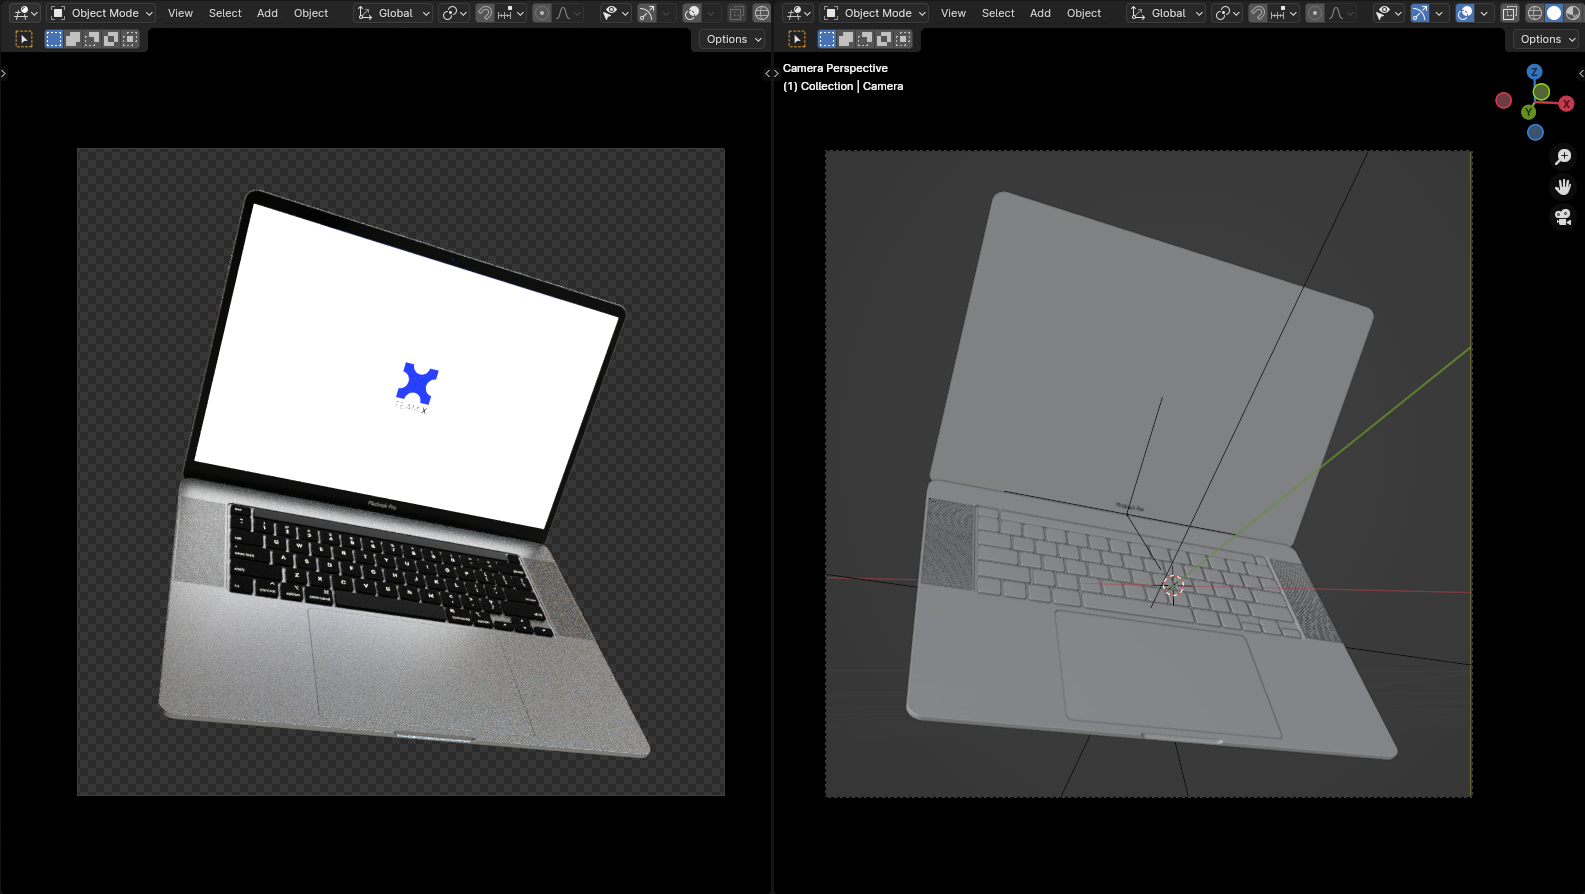 Object Mode
View
Select
Add
Object
Global
Options
TEAM X
MacBook Pro
Object Mode
View
Select
Add
Object
Global
Options
Camera Perspective
(1) Collection | Camera
Z
X
Y